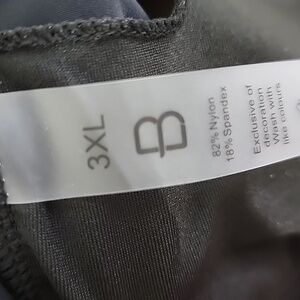 3XL
B
82% Nylon
18% Spandex
Exclusive of
decoration
Wash with
like colours